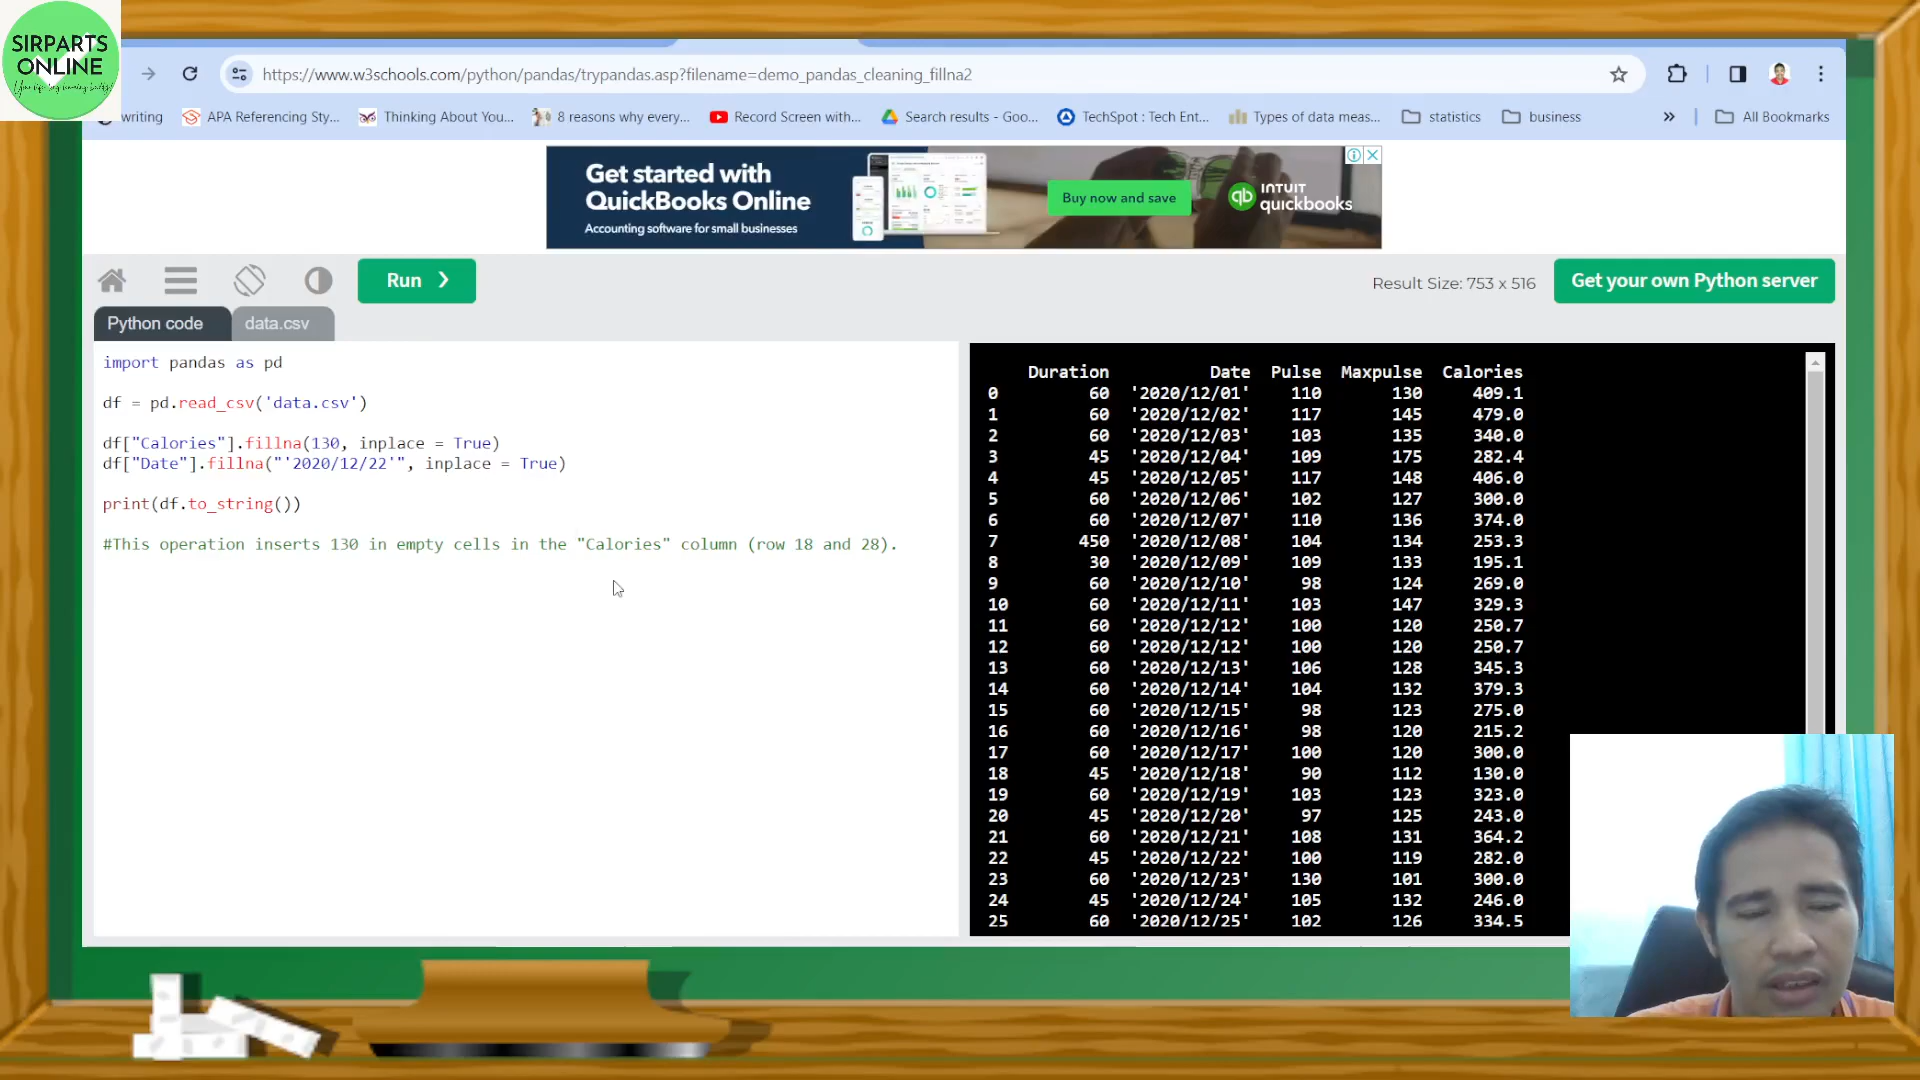 SIRPARTS
ONLINE
https://www.w3schools.com/python/pandas/trypandas.asp?filename=demo_pandas_cleaning_fillna2
writing
APA Referencing Sty...
Thinking About You...
8 reasons why every...
Record Screen with...
Search results - Goo...
TechSpot : Tech Ent...
Types of data meas...
statistics
business
»
All Bookmarks
Get started with
QuickBooks Online
Accounting software for small businesses
Buy now and save
qb
INTUIT
quickbooks
Run ❯
Result Size: 753 x 516
Get your own Python server
Python code
data.csv
import pandas as pd
df = pd.read_csv('data.csv')
df["Calories"].fillna(130, inplace = True)
df["Date"].fillna("'2020/12/22'", inplace = True)
print(df.to_string())
#This operation inserts 130 in empty cells in the "Calories" column (row 18 and 28).
Duration Date Pulse Maxpulse Calories
0 60 '2020/12/01' 110 130 409.1
1 60 '2020/12/02' 117 145 479.0
2 60 '2020/12/03' 103 135 340.0
3 45 '2020/12/04' 109 175 282.4
4 45 '2020/12/05' 117 148 406.0
5 60 '2020/12/06' 102 127 300.0
6 60 '2020/12/07' 110 136 374.0
7 450 '2020/12/08' 104 134 253.3
8 30 '2020/12/09' 109 133 195.1
9 60 '2020/12/10' 98 124 269.0
10 60 '2020/12/11' 103 147 329.3
11 60 '2020/12/12' 100 120 250.7
12 60 '2020/12/12' 100 120 250.7
13 60 '2020/12/13' 106 128 345.3
14 60 '2020/12/14' 104 132 379.3
15 60 '2020/12/15' 98 123 275.0
16 60 '2020/12/16' 98 120 215.2
17 60 '2020/12/17' 100 120 300.0
18 45 '2020/12/18' 90 112 130.0
19 60 '2020/12/19' 103 123 323.0
20 45 '2020/12/20' 97 125 243.0
21 60 '2020/12/21' 108 131 364.2
22 45 '2020/12/22' 100 119 282.0
23 60 '2020/12/23' 130 101 300.0
24 45 '2020/12/24' 105 132 246.0
25 60 '2020/12/25' 102 126 334.5